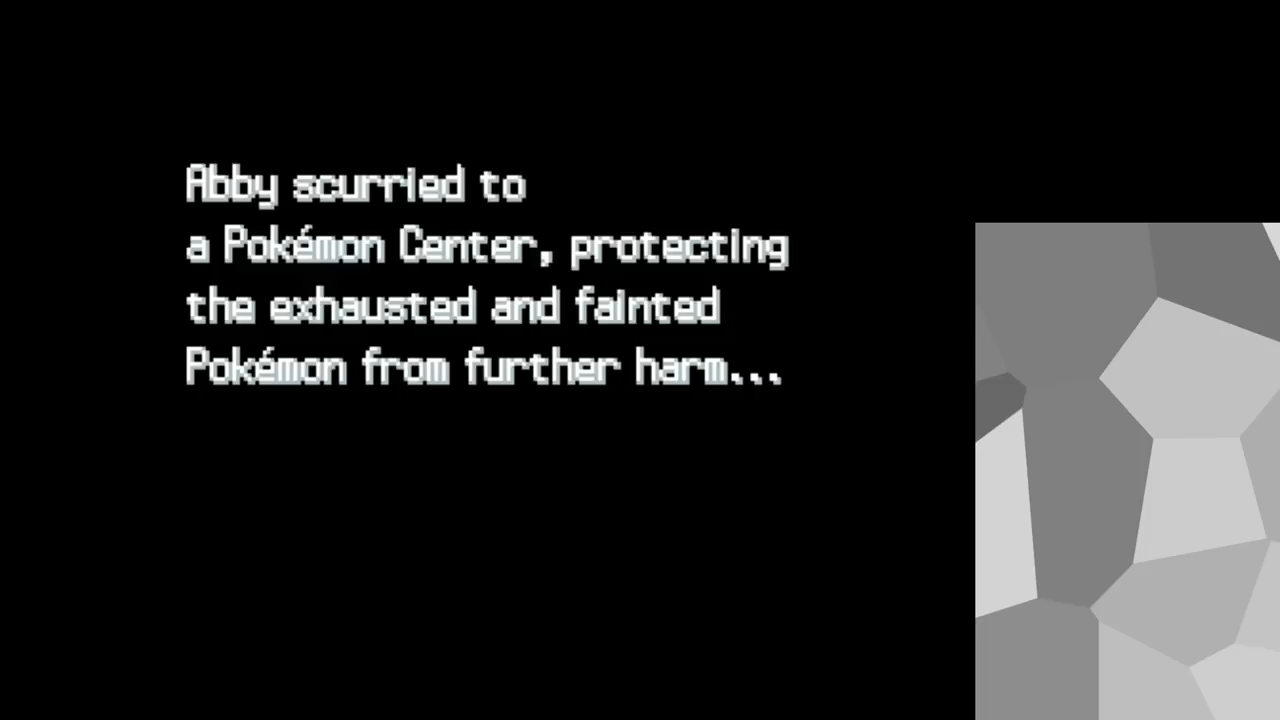 Abby scurried to
a Pokémon Center, protecting
the exhausted and fainted
Pokémon from further harm...